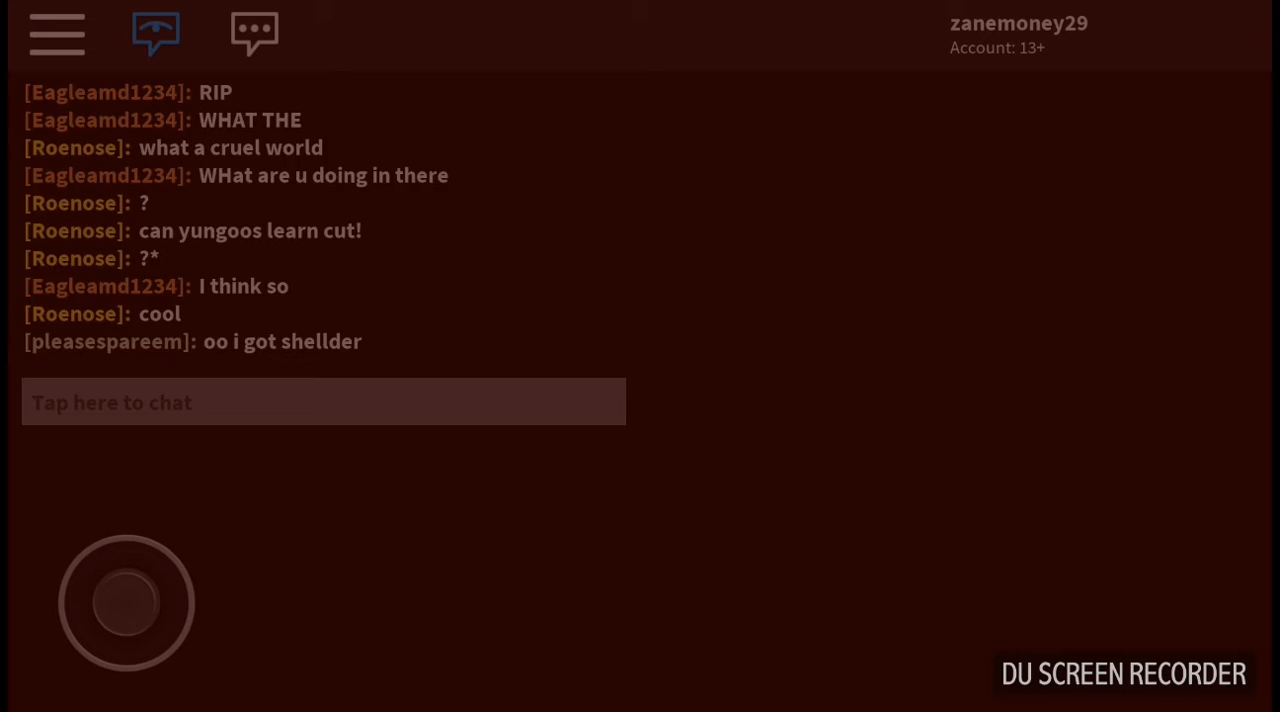 zanemoney29
Account: 13+
[Eagleamd1234]: RIP
[Eagleamd1234]: WHAT THE
[Roenose]: what a cruel world
[Eagleamd1234]: WHat are u doing in there
[Roenose]: ?
[Roenose]: can yungoos learn cut!
[Roenose]: ?*
[Eagleamd1234]: I think so
[Roenose]: cool
[pleasespareem]: oo i got shellder
Tap here to chat
DU SCREEN RECORDER